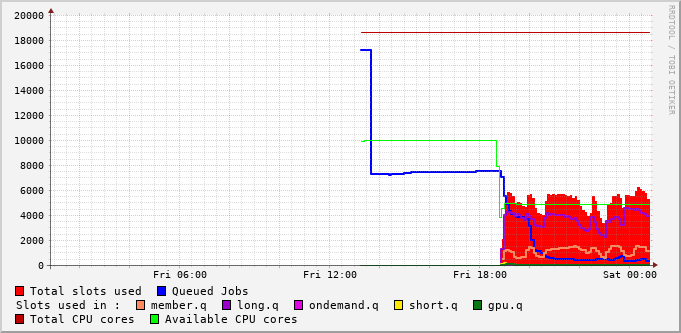 20000
18000
16000
14000
12000
10000
8000
6000
4000
2000
0
Fri 06:00 Fri 12:00 Fri 18:00 Sat 00:00
Total slots used Queued Jobs
Slots used in : member.q long.q ondemand.q short.q gpu.q
Total CPU cores Available CPU cores
RRDTOOL / TOBI OETIKER